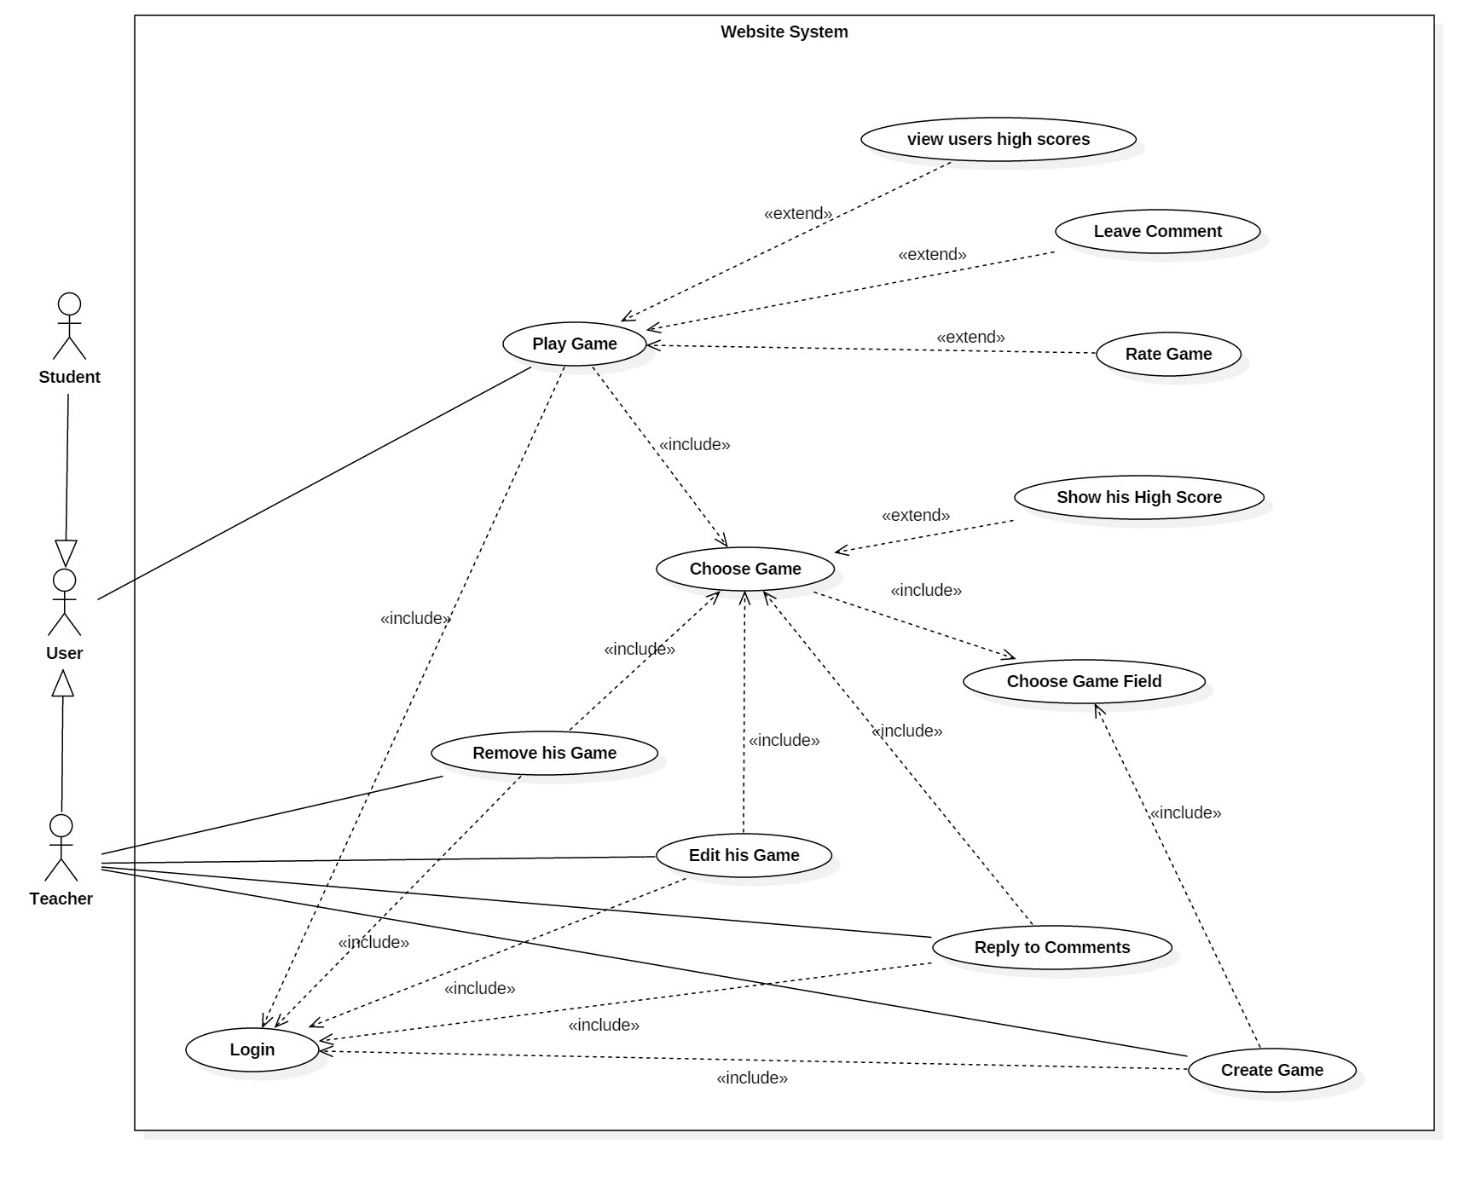 Website System
view users high scores
«extend»
Leave Comment
«extend»
Student
Play Game
«extend»
Rate Game
«include»
Show his High Score
«extend»
Choose Game
«include»
User
«include»
«include»
Choose Game Field
Remove his Game
«include»
«include»
«include»
Teacher
Edit his Game
«include»
Reply to Comments
«include»
«include»
Login
Create Game
«include»